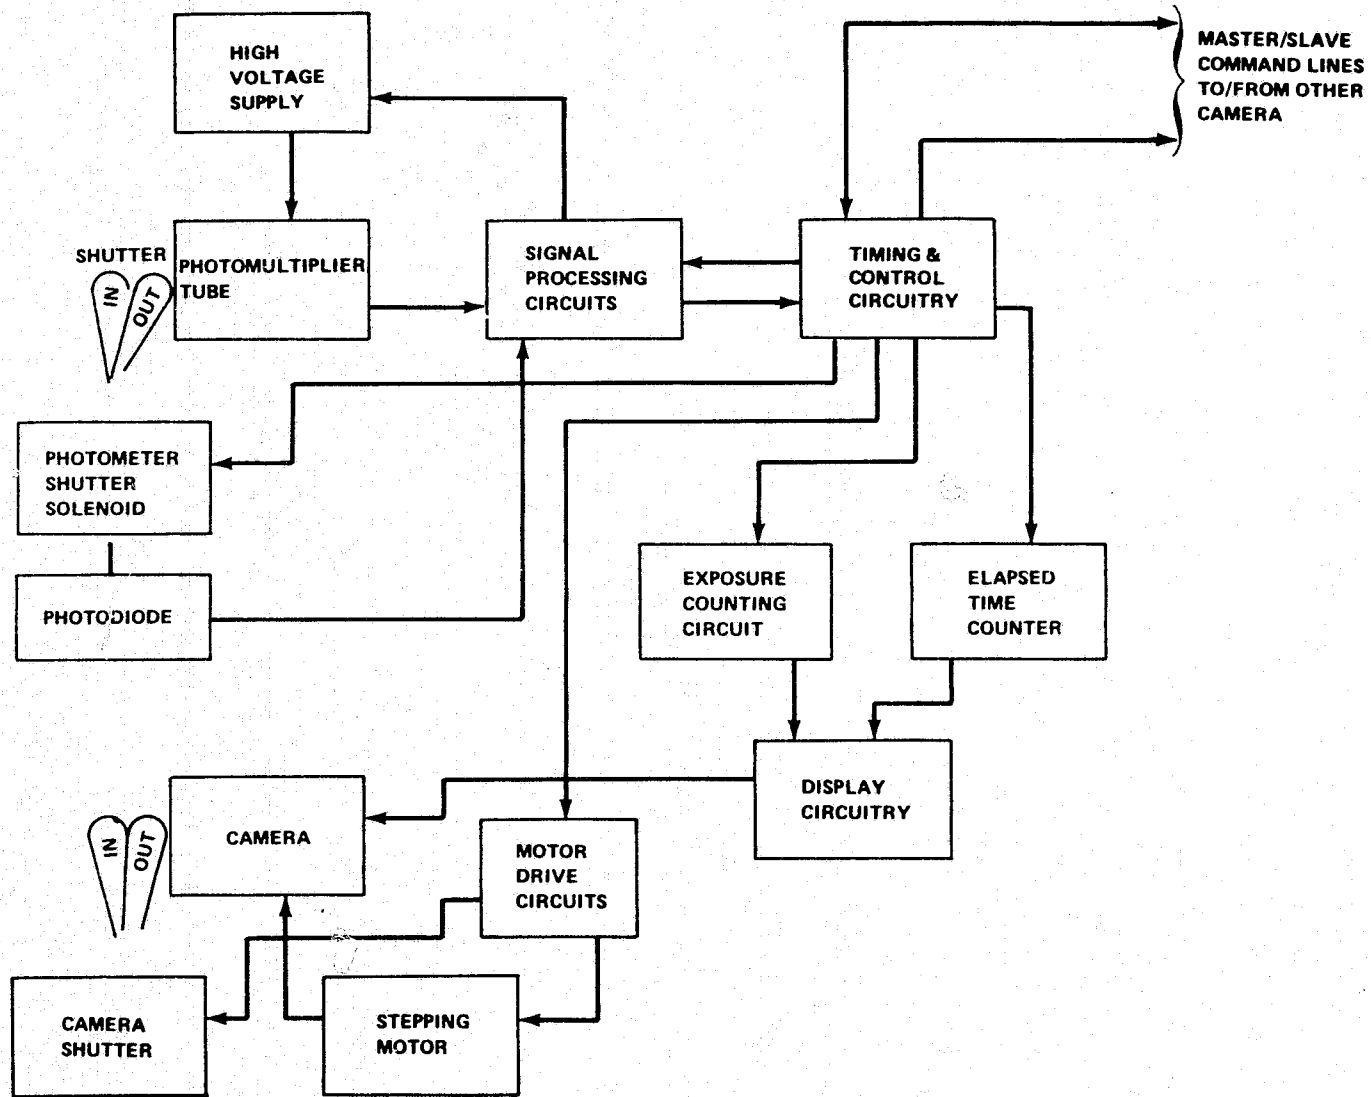 HIGH
VOLTAGE
SUPPLY
MASTER/SLAVE
COMMAND LINES
TO/FROM OTHER
CAMERA
SHUTTER
IN
OUT
PHOTOMULTIPLIER
TUBE
SIGNAL
PROCESSING
CIRCUITS
TIMING &
CONTROL
CIRCUITRY
PHOTOMETER
SHUTTER
SOLENOID
PHOTODIODE
EXPOSURE
COUNTING
CIRCUIT
ELAPSED
TIME
COUNTER
DISPLAY
CIRCUITRY
IN
OUT
CAMERA
MOTOR
DRIVE
CIRCUITS
CAMERA
SHUTTER
STEPPING
MOTOR